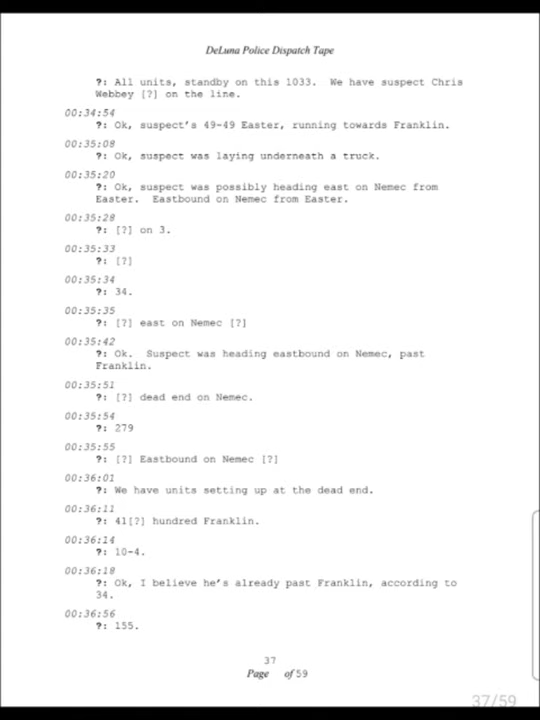 DeLuna Police Dispatch Tape
?: All units, standby on this 1033. We have suspect Chris
Webbey [?] on the line.
00:34:54
?: Ok, suspect's 49-49 Easter, running towards Franklin.
00:35:08
?: Ok, suspect was laying underneath a truck.
00:35:20
?: Ok, suspect was possibly heading east on Nemec from
Easter. Eastbound on Nemec from Easter.
00:35:28
?: [?] on 3.
00:35:33
?: [?]
00:35:34
?: 34.
00:35:35
?: [?] east on Nemec [?]
00:35:42
?: Ok. Suspect was heading eastbound on Nemec, past
Franklin.
00:35:51
?: [?] dead end on Nemec.
00:35:54
?: 279
00:35:55
?: [?] Eastbound on Nemec [?]
00:36:01
?: We have units setting up at the dead end.
00:36:11
?: 41[?] hundred Franklin.
00:36:14
?: 10-4.
00:36:18
?: Ok, I believe he's already past Franklin, according to
34.
00:36:56
?: 155.
37
Page of 59
37/59